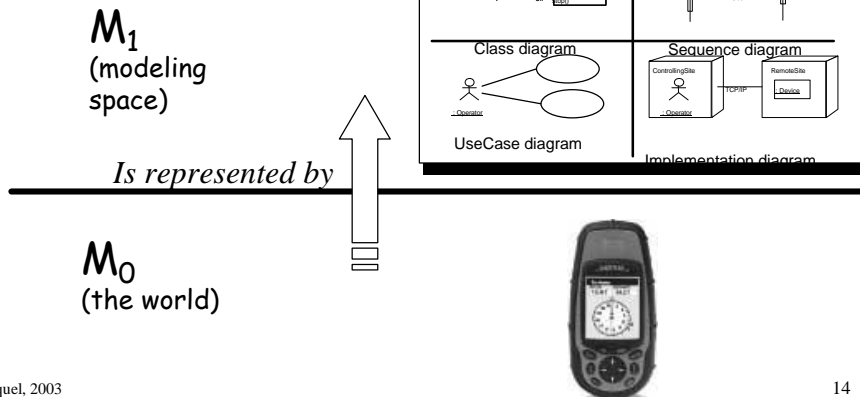 stop()
M1
(modeling
space)
Class diagram
Sequence diagram
ControllingSite
RemoteSite
TCP/IP
: Device
: Operator
: Operator
UseCase diagram
Implementation diagram
Is represented by
M0
(the world)
quel, 2003
14